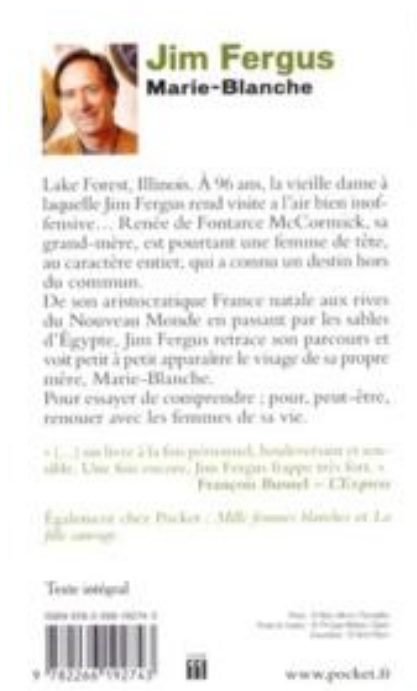 Jim Fergus
Marie-Blanche
Lake Forest, Illinois. À 96 ans, la vieille dame à
laquelle Jim Fergus rend visite a l'air bien inof-
fensive... Renée de Fontarce McCormick, sa
grand-mère, est pourtant une femme de tête,
au caractère entier, qui a connu un destin hors
du commun.
De son aristocratique France natale aux rives
du Nouveau Monde en passant par les sables
d'Égypte, Jim Fergus retrace son parcours et
voit petit à petit apparaître le visage de sa propre
mère, Marie-Blanche.
Pour essayer de comprendre ; pour, peut-être,
renouer avec les femmes de sa vie.
« [...] un livre à la fois personnel, bouleversant et sen-
sible. Une fois encore, Jim Fergus frappe très fort. »
François Busnel – L'Express
Également chez Pocket : Mille femmes blanches et La
fille sauvage
Texte intégral
9 782266 192743
www.pocket.fr